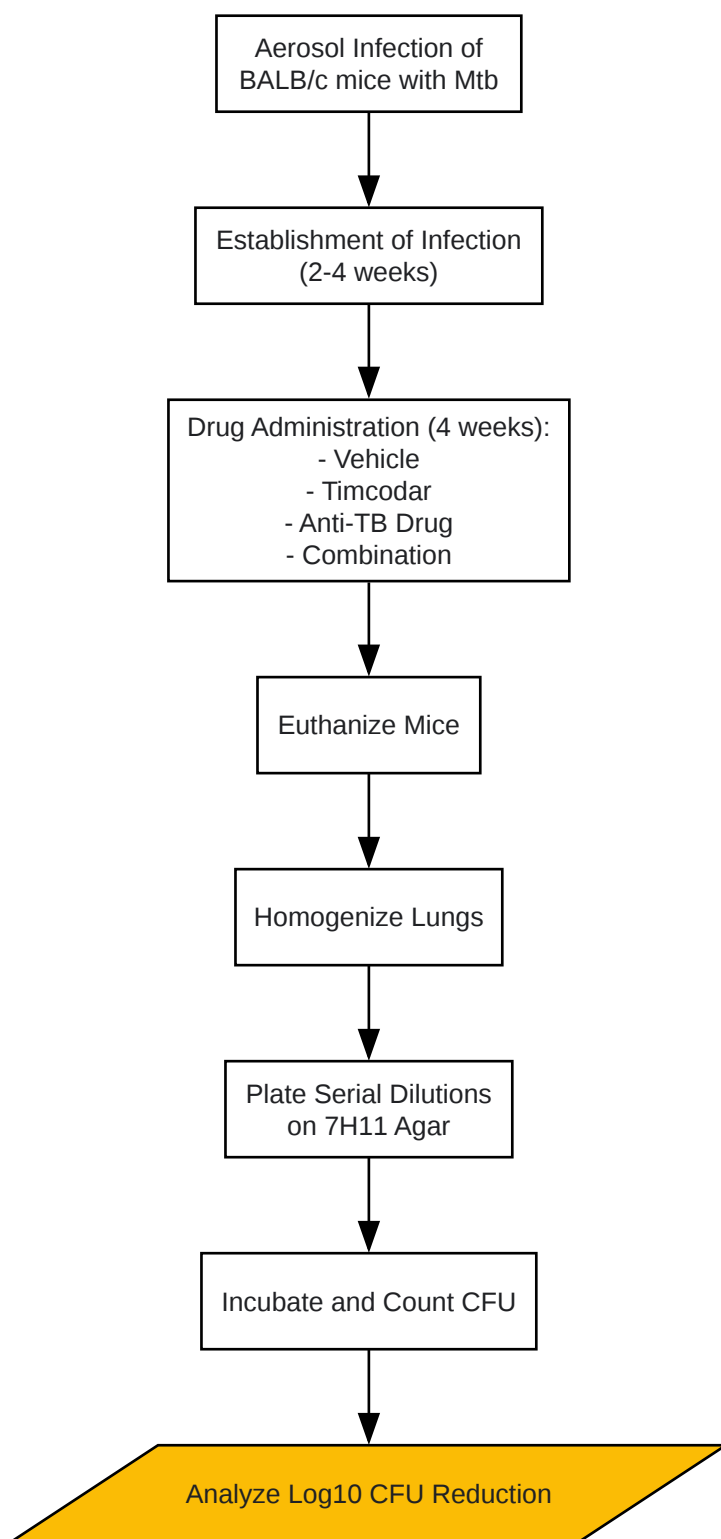 Aerosol Infection of
BALB/c mice with Mtb
Establishment of Infection
(2-4 weeks)
Drug Administration (4 weeks):
- Vehicle
- Timcodar
- Anti-TB Drug
- Combination
Euthanize Mice
Homogenize Lungs
Plate Serial Dilutions
on 7H11 Agar
Incubate and Count CFU
Analyze Log10 CFU Reduction